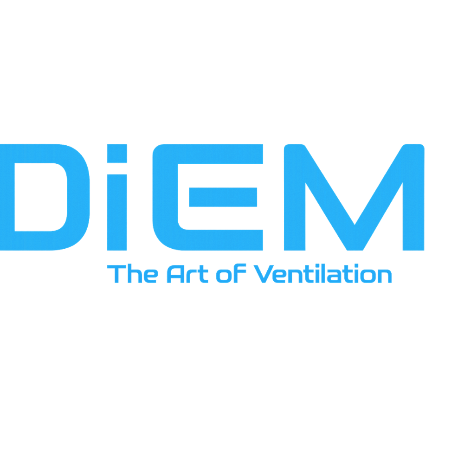 DiEM
The Art of Ventilation